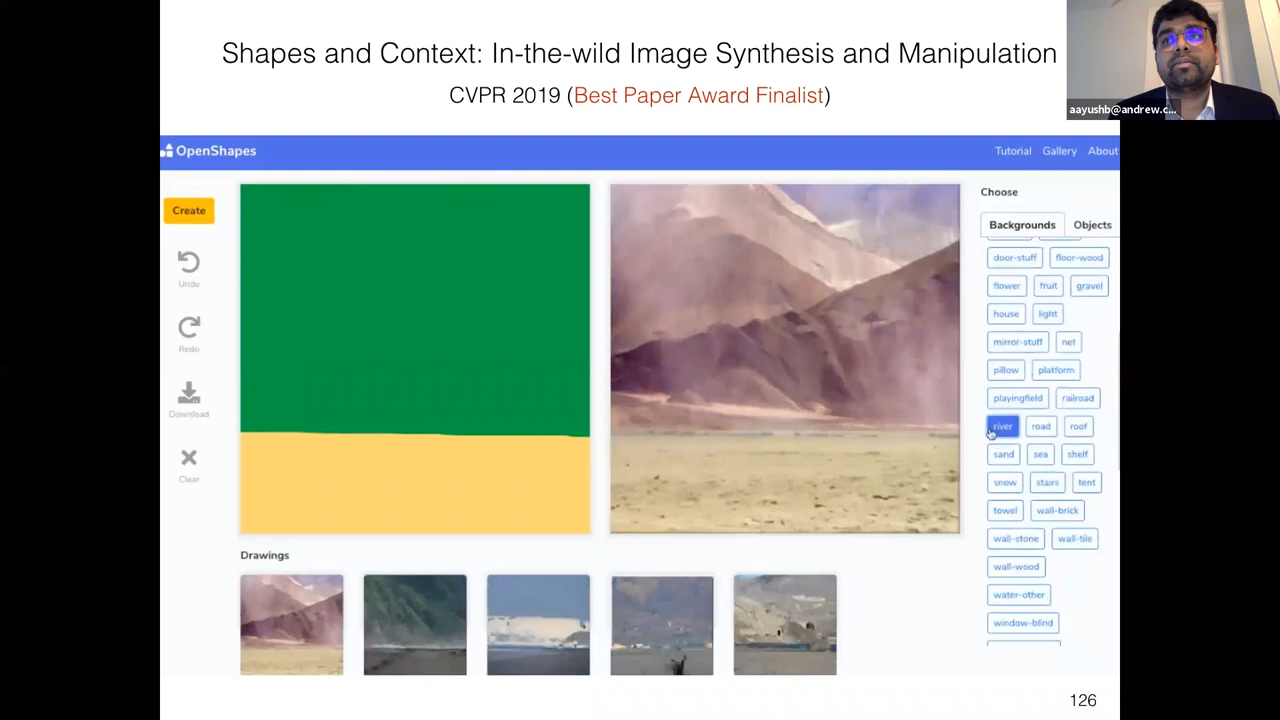 Shapes and Context: In-the-wild Image Synthesis and Manipulation
CVPR 2019 (Best Paper Award Finalist)
aayushb@andrew.c...
OpenShapes
Tutorial Gallery About
Create
Undo
Redo
Download
Clear
Choose
Backgrounds Objects
door-stuff floor-wood
flower fruit gravel
house light
mirror-stuff net
pillow platform
playingfield railroad
river road roof
sand sea shelf
snow stairs tent
towel wall-brick
wall-stone wall-tile
wall-wood
water-other
window-blind
Drawings
126